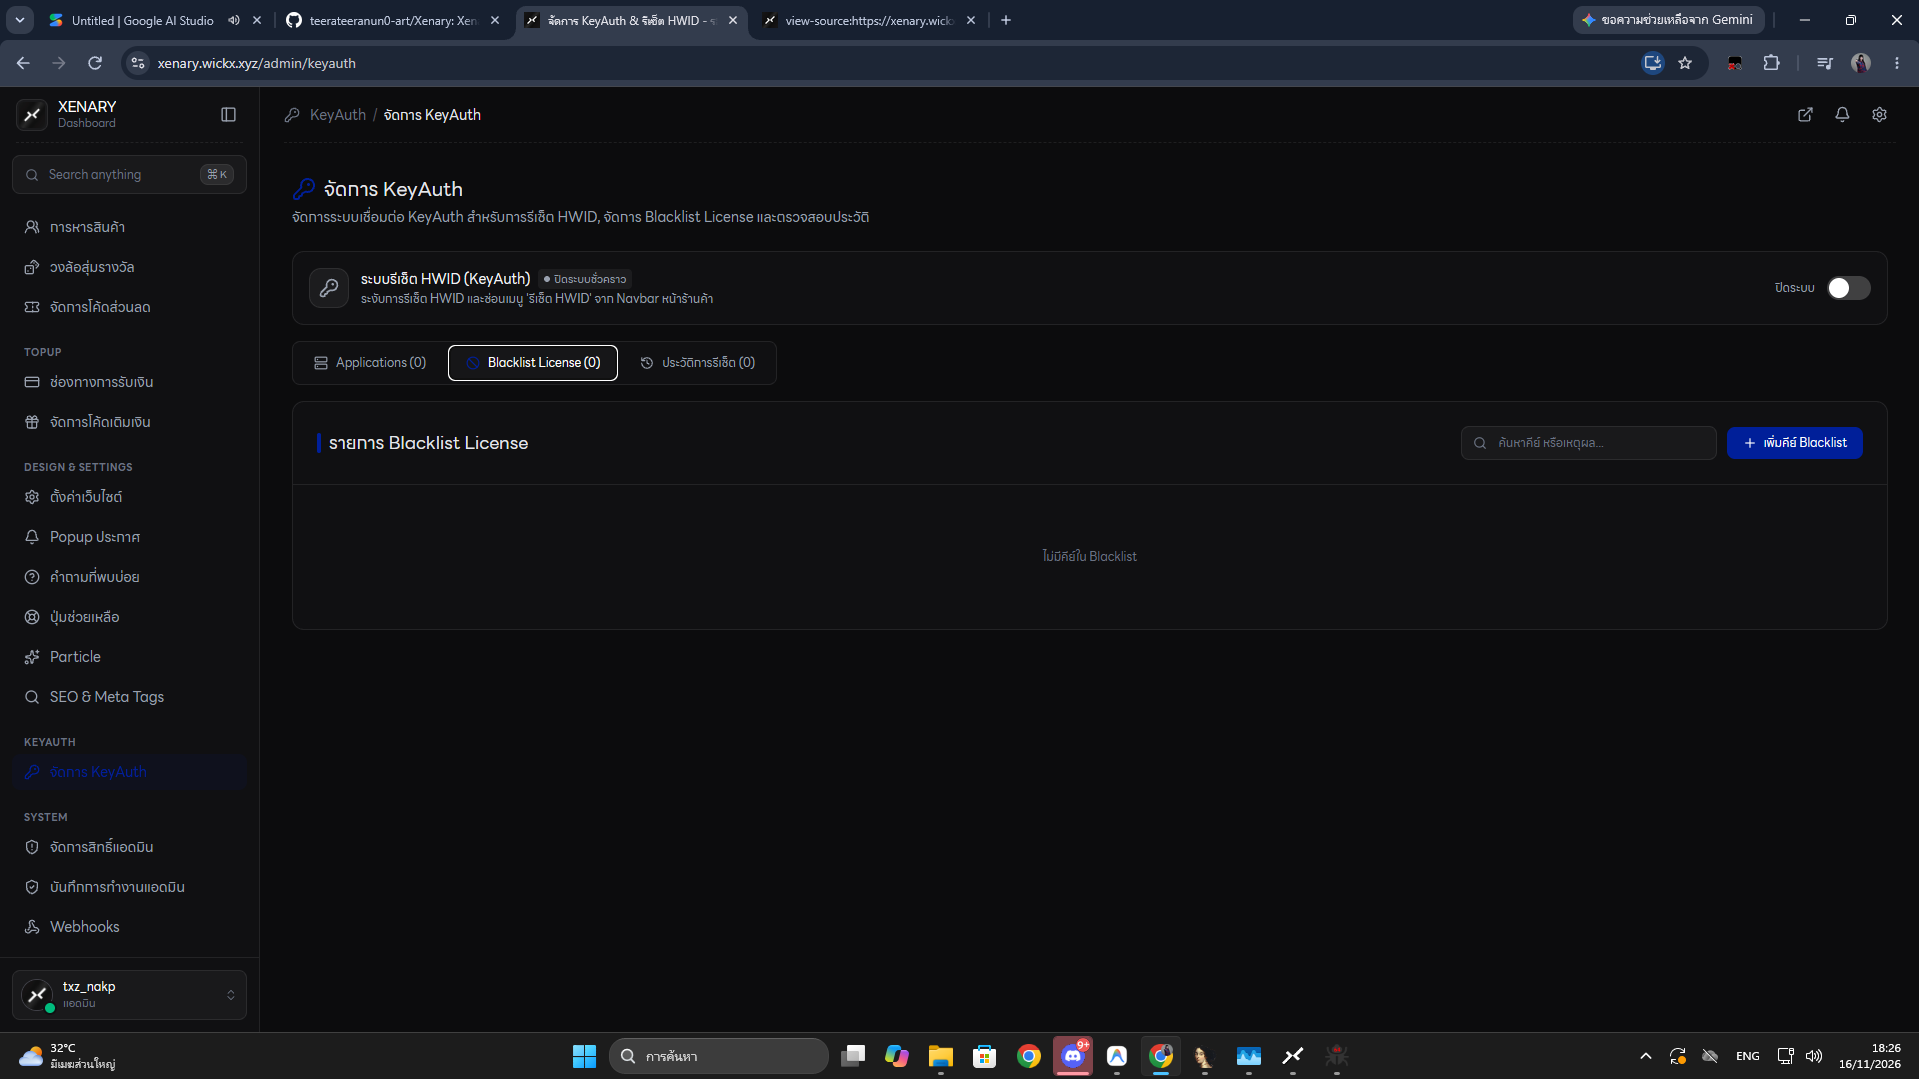 Untitled | Google AI Studio
teerateeranun0-art/Xenary: Xen
จัดการ KeyAuth & รีเซ็ต HWID - ร
view-source:https://xenary.wick
ขอความช่วยเหลือจาก Gemini
xenary.wickx.xyz/admin/keyauth
XENARY
Dashboard
KeyAuth / จัดการ KeyAuth
Search anything
⌘ K
การหารสินค้า
วงล้อสุ่มรางวัล
จัดการโค้ดส่วนลด
TOPUP
ช่องทางการรับเงิน
จัดการโค้ดเติมเงิน
DESIGN & SETTINGS
ตั้งค่าเว็บไซต์
Popup ประกาศ
คำถามที่พบบ่อย
ปุ่มช่วยเหลือ
Particle
SEO & Meta Tags
KEYAUTH
จัดการ KeyAuth
SYSTEM
จัดการสิทธิ์แอดมิน
บันทึกการทำงานแอดมิน
Webhooks
txz_nakp
แอดมิน
จัดการ KeyAuth
จัดการระบบเชื่อมต่อ KeyAuth สำหรับการรีเซ็ต HWID, จัดการ Blacklist License และตรวจสอบประวัติ
ระบบรีเซ็ต HWID (KeyAuth)
ปิดระบบชั่วคราว
ระงับการรีเซ็ต HWID และซ่อนเมนู 'รีเซ็ต HWID' จาก Navbar หน้าร้านค้า
ปิดระบบ
Applications (0)
Blacklist License (0)
ประวัติการรีเซ็ต (0)
รายการ Blacklist License
ค้นหาคีย์ หรือเหตุผล...
เพิ่มคีย์ Blacklist
ไม่มีคีย์ใน Blacklist
32°C
มีเมฆส่วนใหญ่
การค้นหา
9+
ENG
18:26
16/11/2026